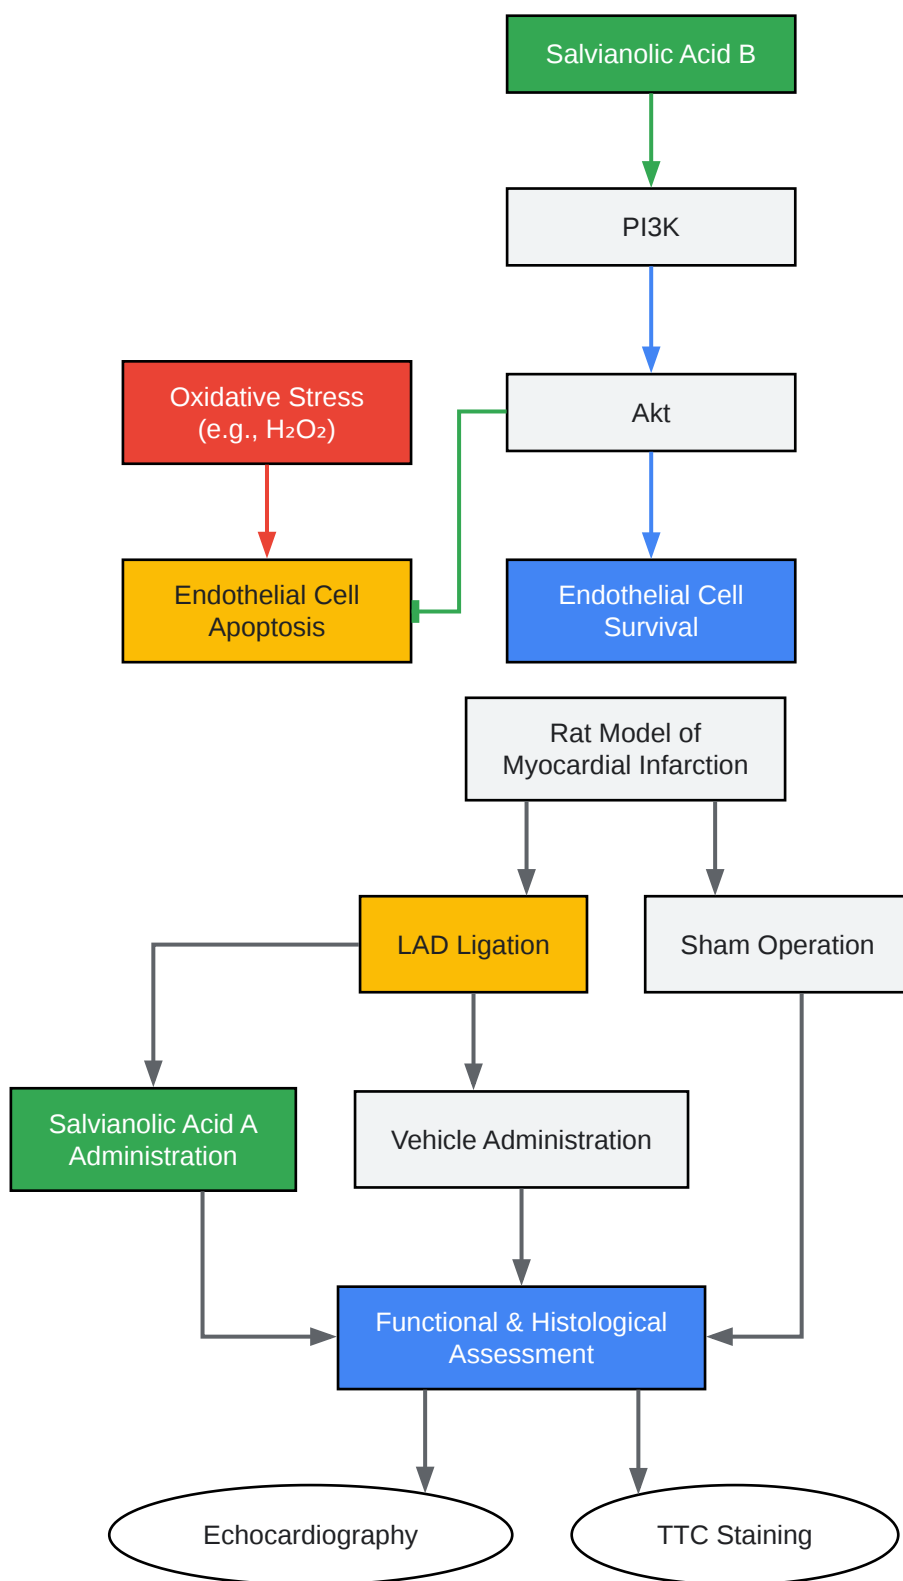 Salvianolic Acid B
PI3K
Oxidative Stress
(e.g., H₂O₂)
Akt
Endothelial Cell
Apoptosis
Endothelial Cell
Survival
Rat Model of
Myocardial Infarction
LAD Ligation
Sham Operation
Salvianolic Acid A
Administration
Vehicle Administration
Functional & Histological
Assessment
Echocardiography
TTC Staining